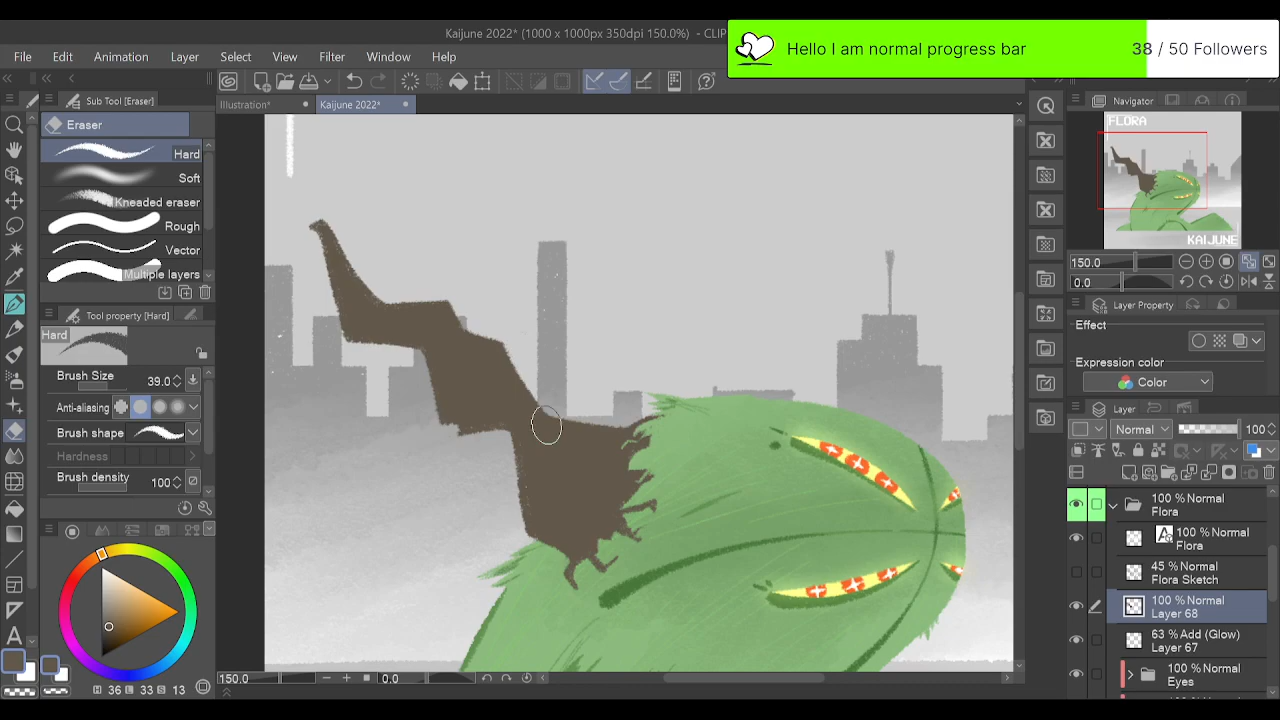 Kaijune 2022* (1000 x 1000px 350dpi 150.0%) - CLIP
Hello I am normal progress bar
38 / 50 Followers
File Edit Animation Layer Select View Filter Window Help
Sub Tool [Eraser]
Illustration*
Kaijune 2022*
Navigator
Eraser
Hard
Soft
Kneaded eraser
Rough
Vector
Multiple layers
Tool property [Hard]
Hard
Brush Size 39.0
Anti-aliasing
Brush shape
Hardness
Brush density 100
H 36 L 33 S 13
150.0 0.0
FLORA
KAIJUNE
150.0
0.0
Layer Property
Effect
Expression color
Color
Layer
Normal 100
100 % Normal
Flora
100 % Normal
Flora
45 % Normal
Flora Sketch
100 % Normal
Layer 68
63 % Add (Glow)
Layer 67
100 % Normal
Eyes